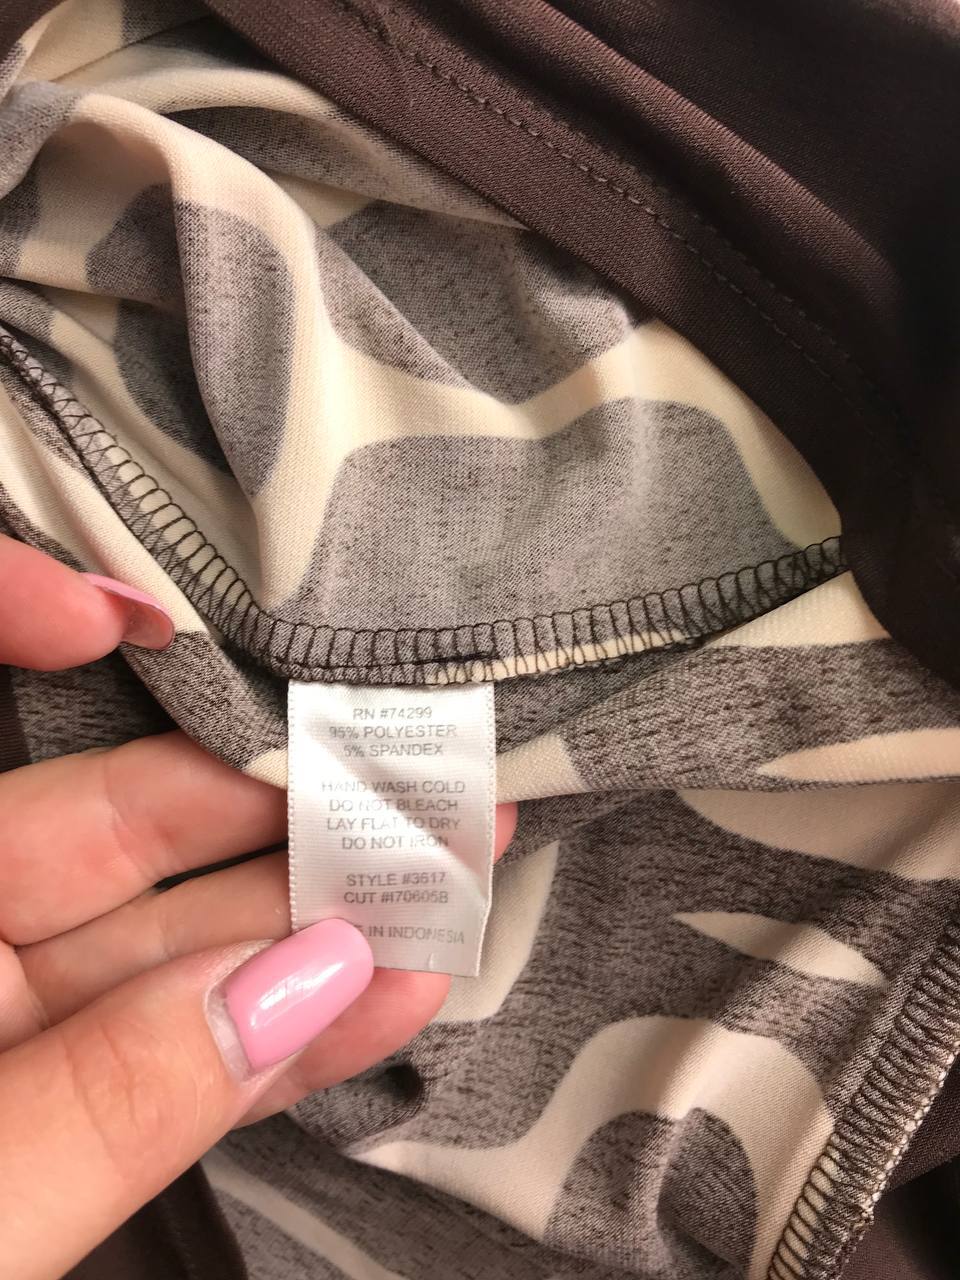 RN #74299
95% POLYESTER
5% SPANDEX
HAND WASH COLD
DO NOT BLEACH
LAY FLAT TO DRY
DO NOT IRON
STYLE #3617
CUT #I70605B
E IN INDONESIA